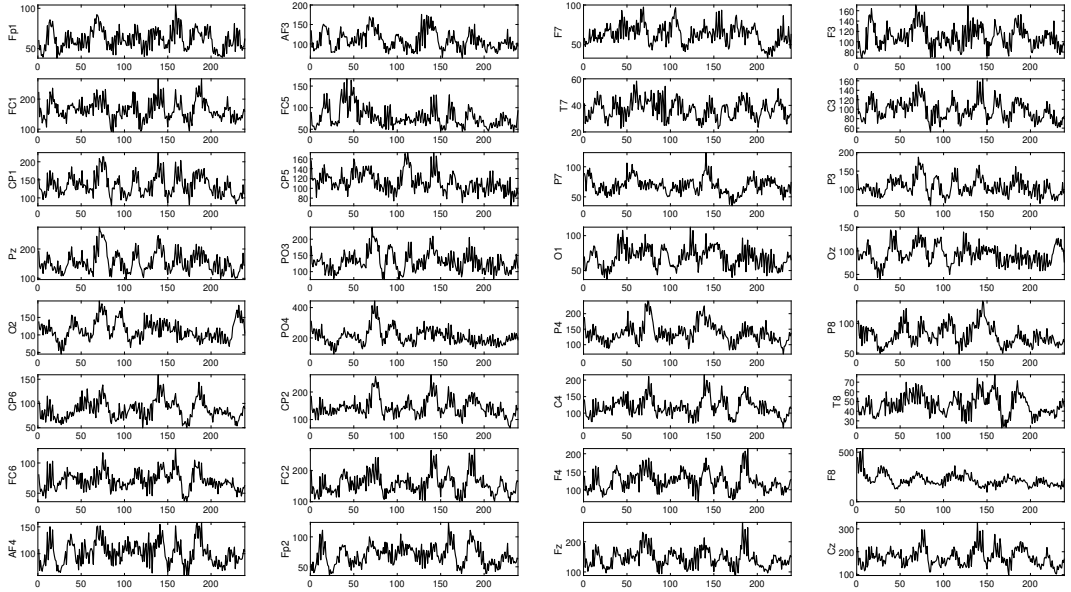 Fp1 100 50 0 50 100 150 200
AF3 200 150 100 0 50 100 150 200
F7 100 50 0 50 100 150 200
F3 160 140 120 100 80 0 50 100 150 200
FC1 200 100 0 50 100 150 200
FC5 150 100 50 0 50 100 150 200
T7 60 40 20 0 50 100 150 200
C3 160 140 120 100 80 60 0 50 100 150 200
CP1 200 150 100 0 50 100 150 200
CP5 160 140 120 100 80 0 50 100 150 200
P7 100 50 0 50 100 150 200
P3 200 150 100 0 50 100 150 200
Pz 200 100 0 50 100 150 200
PO3 200 150 100 0 50 100 150 200
O1 100 50 0 50 100 150 200
Oz 150 100 50 0 50 100 150 200
O2 150 100 50 0 50 100 150 200
PO4 400 200 0 50 100 150 200
P4 200 150 100 0 50 100 150 200
P8 100 50 0 50 100 150 200
CP6 150 100 50 0 50 100 150 200
CP2 200 100 0 50 100 150 200
C4 200 150 100 0 50 100 150 200
T8 70 60 50 40 30 0 50 100 150 200
FC6 100 50 0 50 100 150 200
FC2 200 100 0 50 100 150 200
F4 200 150 100 0 50 100 150 200
F8 500 0 0 50 100 150 200
AF4 150 100 0 50 100 150 200
Fp2 100 50 0 50 100 150 200
Fz 200 100 0 50 100 150 200
Cz 300 200 100 0 50 100 150 200